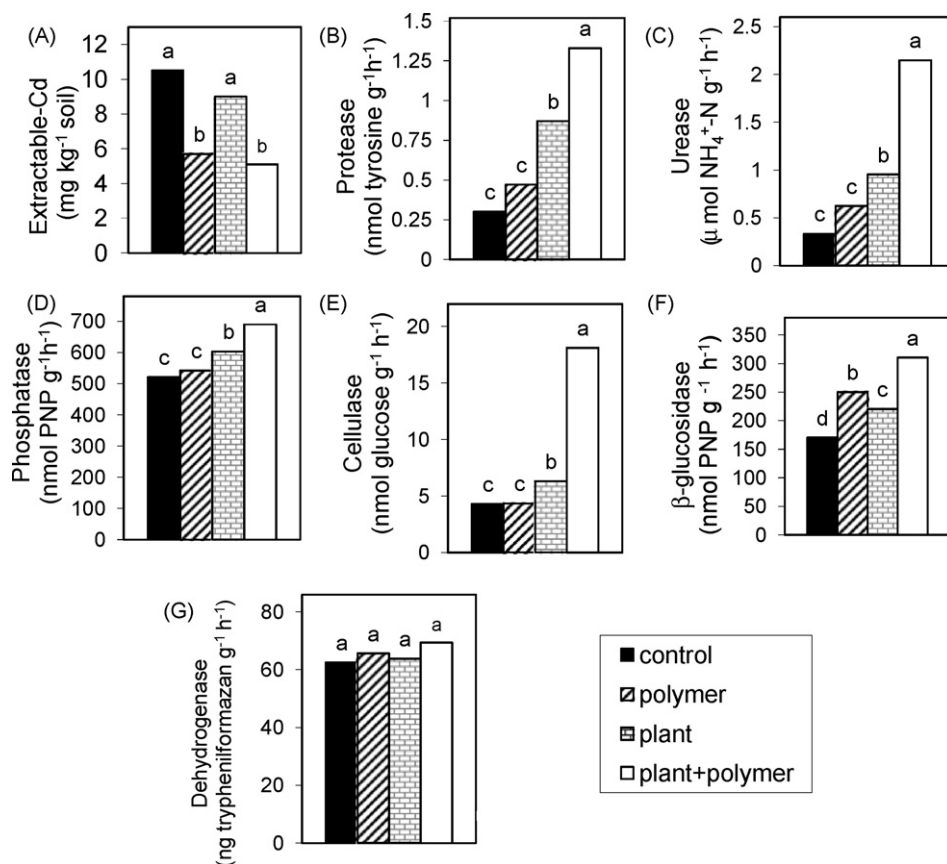 (A)
Extractable-Cd
(mg kg⁻¹ soil)
12
10
8
6
4
2
0
a
b
a
b
(B)
Protease
(nmol tyrosine g⁻¹h⁻¹)
1.5
1.25
1
0.75
0.5
0.25
0
c
c
b
a
(C)
Urease
(μ mol NH₄⁺-N g⁻¹ h⁻¹)
2.5
2
1.5
1
0.5
0
c
c
b
a
(D)
Phosphatase
(nmol PNP g⁻¹h⁻¹)
700
600
500
400
300
200
100
0
c
c
b
a
(E)
Cellulase
(nmol glucose g⁻¹ h⁻¹)
20
15
10
5
0
c
c
b
a
(F)
β-glucosidase
(nmol PNP g ⁻¹ h⁻¹)
350
300
250
200
150
100
50
0
d
b
c
a
(G)
Dehydrogenase
(ng tryphenilformazan g⁻¹ h⁻¹)
80
60
40
20
0
a
a
a
a
control
polymer
plant
plant+polymer